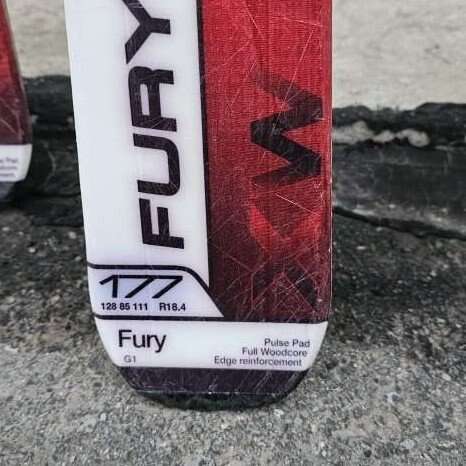 FURY
177
128 85 111 R18.4
Fury
G1
Pulse Pad
Full Woodcore
Edge reinforcement